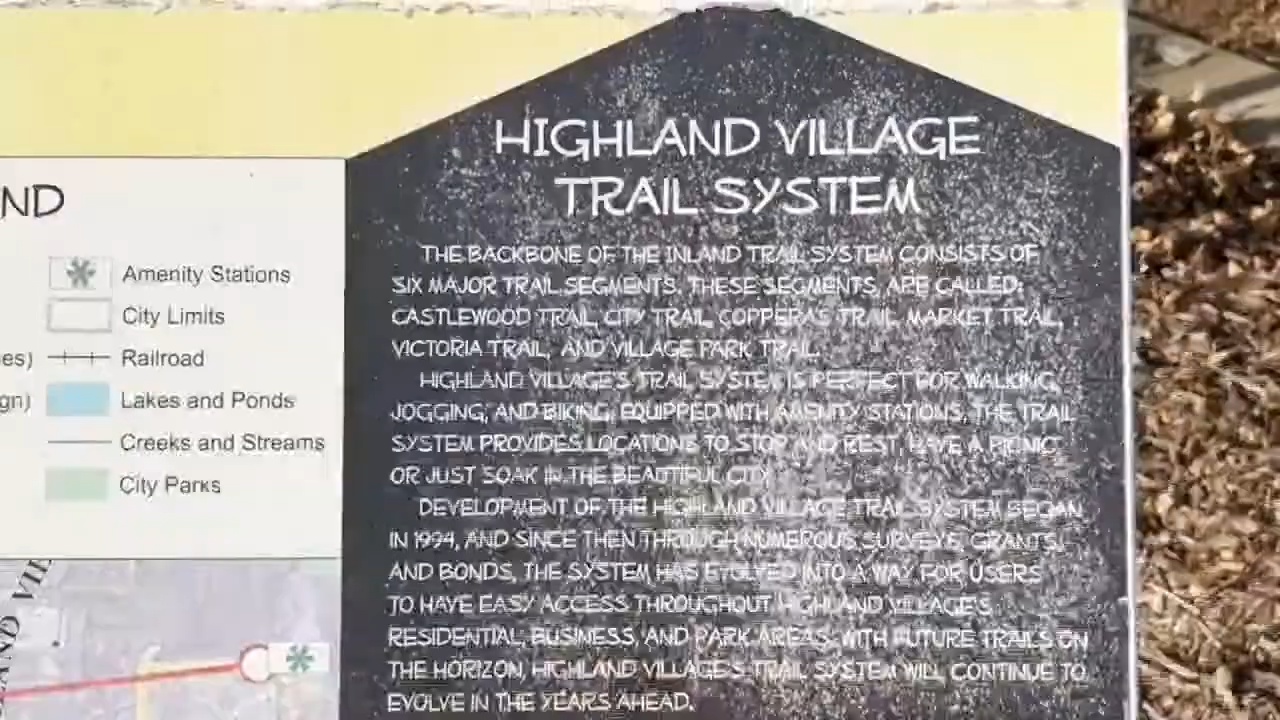 ND
Amenity Stations
City Limits
es) Railroad
gn) Lakes and Ponds
Creeks and Streams
City Parks
LAND VIL
HIGHLAND VILLAGE
TRAIL SYSTEM
THE BACKBONE OF THE INLAND TRAIL SYSTEM CONSISTS OF
SIX MAJOR TRAIL SEGMENTS. THESE SEGMENTS ARE CALLED:
CASTLEWOOD TRAIL, CITY TRAIL, COPPERAS TRAIL, MARKET TRAIL,
VICTORIA TRAIL, AND VILLAGE PARK TRAIL.
HIGHLAND VILLAGE'S TRAIL SYSTEM IS PERFECT FOR WALKING,
JOGGING, AND BIKING. EQUIPPED WITH AMENITY STATIONS, THE TRAIL
SYSTEM PROVIDES LOCATIONS TO STOP AND REST, HAVE A PICNIC
OR JUST SOAK IN THE BEAUTIFUL CITY.
DEVELOPMENT OF THE HIGHLAND VILLAGE TRAIL SYSTEM BEGAN
IN 1994, AND SINCE THEN THROUGH NUMEROUS SURVEYS, GRANTS,
AND BONDS, THE SYSTEM HAS EVOLVED INTO A WAY FOR USERS
TO HAVE EASY ACCESS THROUGHOUT HIGHLAND VILLAGE'S
RESIDENTIAL, BUSINESS, AND PARK AREAS. WITH FUTURE TRAILS ON
THE HORIZON, HIGHLAND VILLAGE'S TRAIL SYSTEM WILL CONTINUE TO
EVOLVE IN THE YEARS AHEAD.